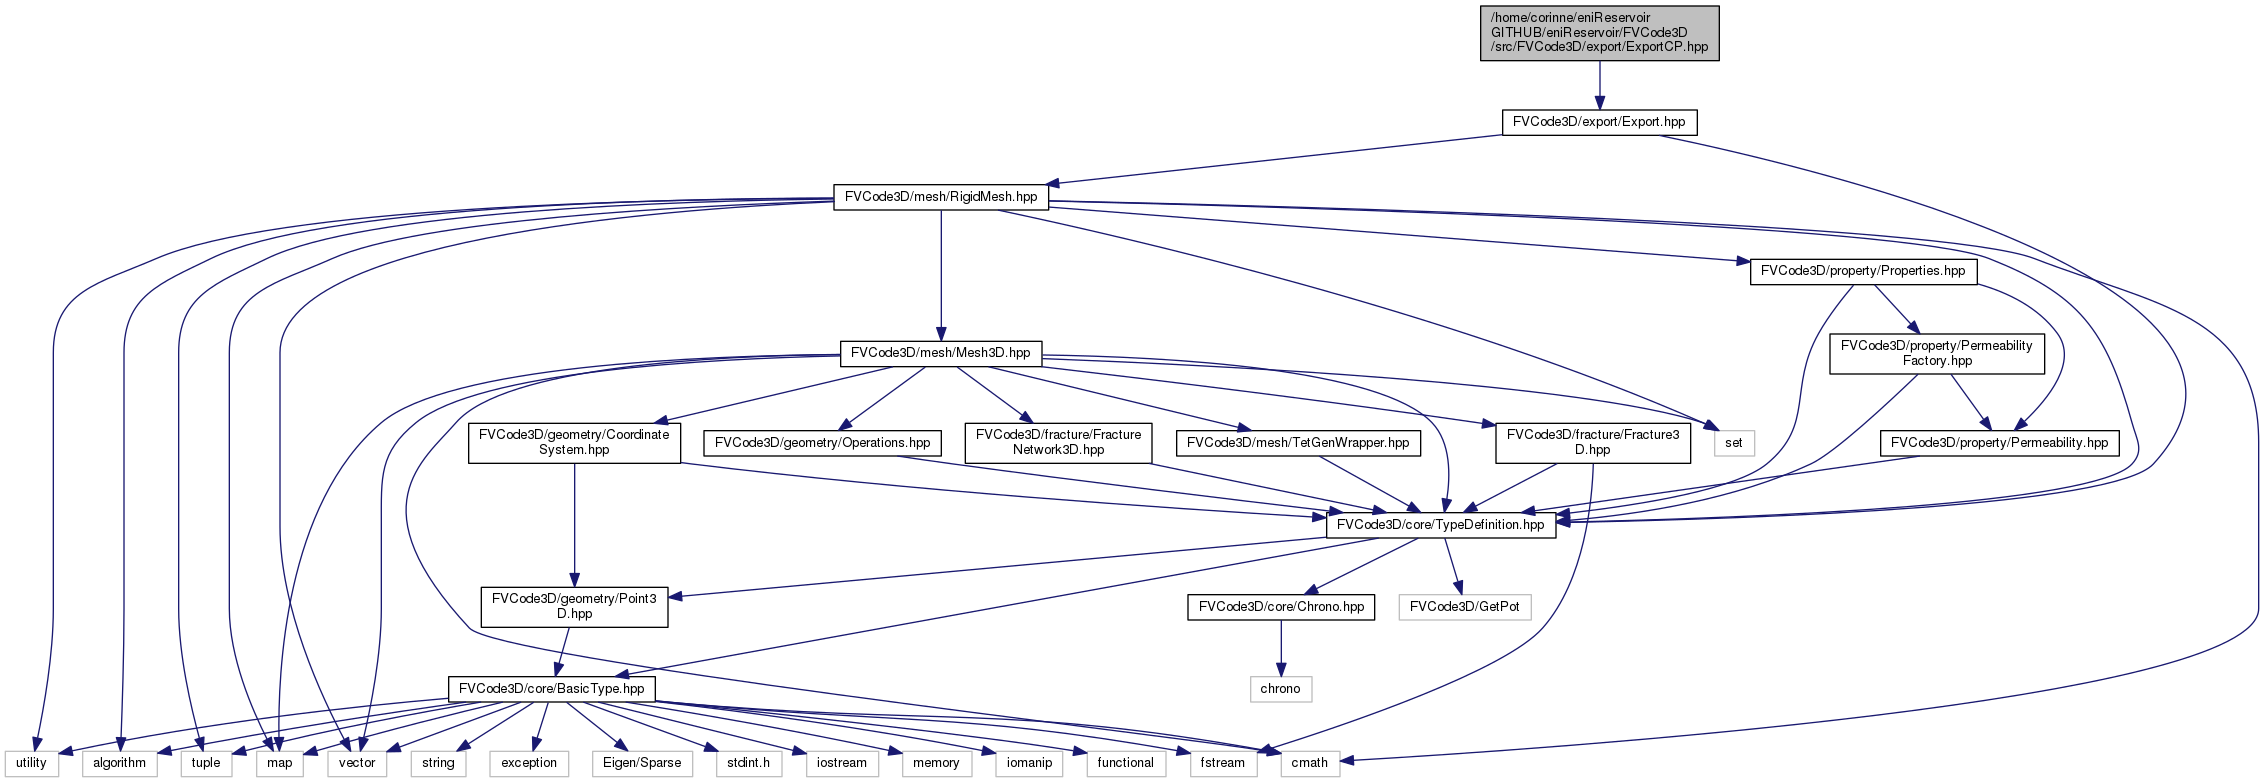 /home/corinne/eniReservoir
GITHUB/eniReservoir/FVCode3D
/src/FVCode3D/export/ExportCP.hpp
FVCode3D/export/Export.hpp
FVCode3D/mesh/RigidMesh.hpp
FVCode3D/property/Properties.hpp
FVCode3D/mesh/Mesh3D.hpp
FVCode3D/property/Permeability
Factory.hpp
FVCode3D/geometry/Coordinate
System.hpp
FVCode3D/geometry/Operations.hpp
FVCode3D/fracture/Fracture
Network3D.hpp
FVCode3D/mesh/TetGenWrapper.hpp
FVCode3D/fracture/Fracture3
D.hpp
set
FVCode3D/property/Permeability.hpp
FVCode3D/core/TypeDefinition.hpp
FVCode3D/geometry/Point3
D.hpp
FVCode3D/core/Chrono.hpp
FVCode3D/GetPot
FVCode3D/core/BasicType.hpp
chrono
utility
algorithm
tuple
map
vector
string
exception
Eigen/Sparse
stdint.h
iostream
memory
iomanip
functional
fstream
cmath